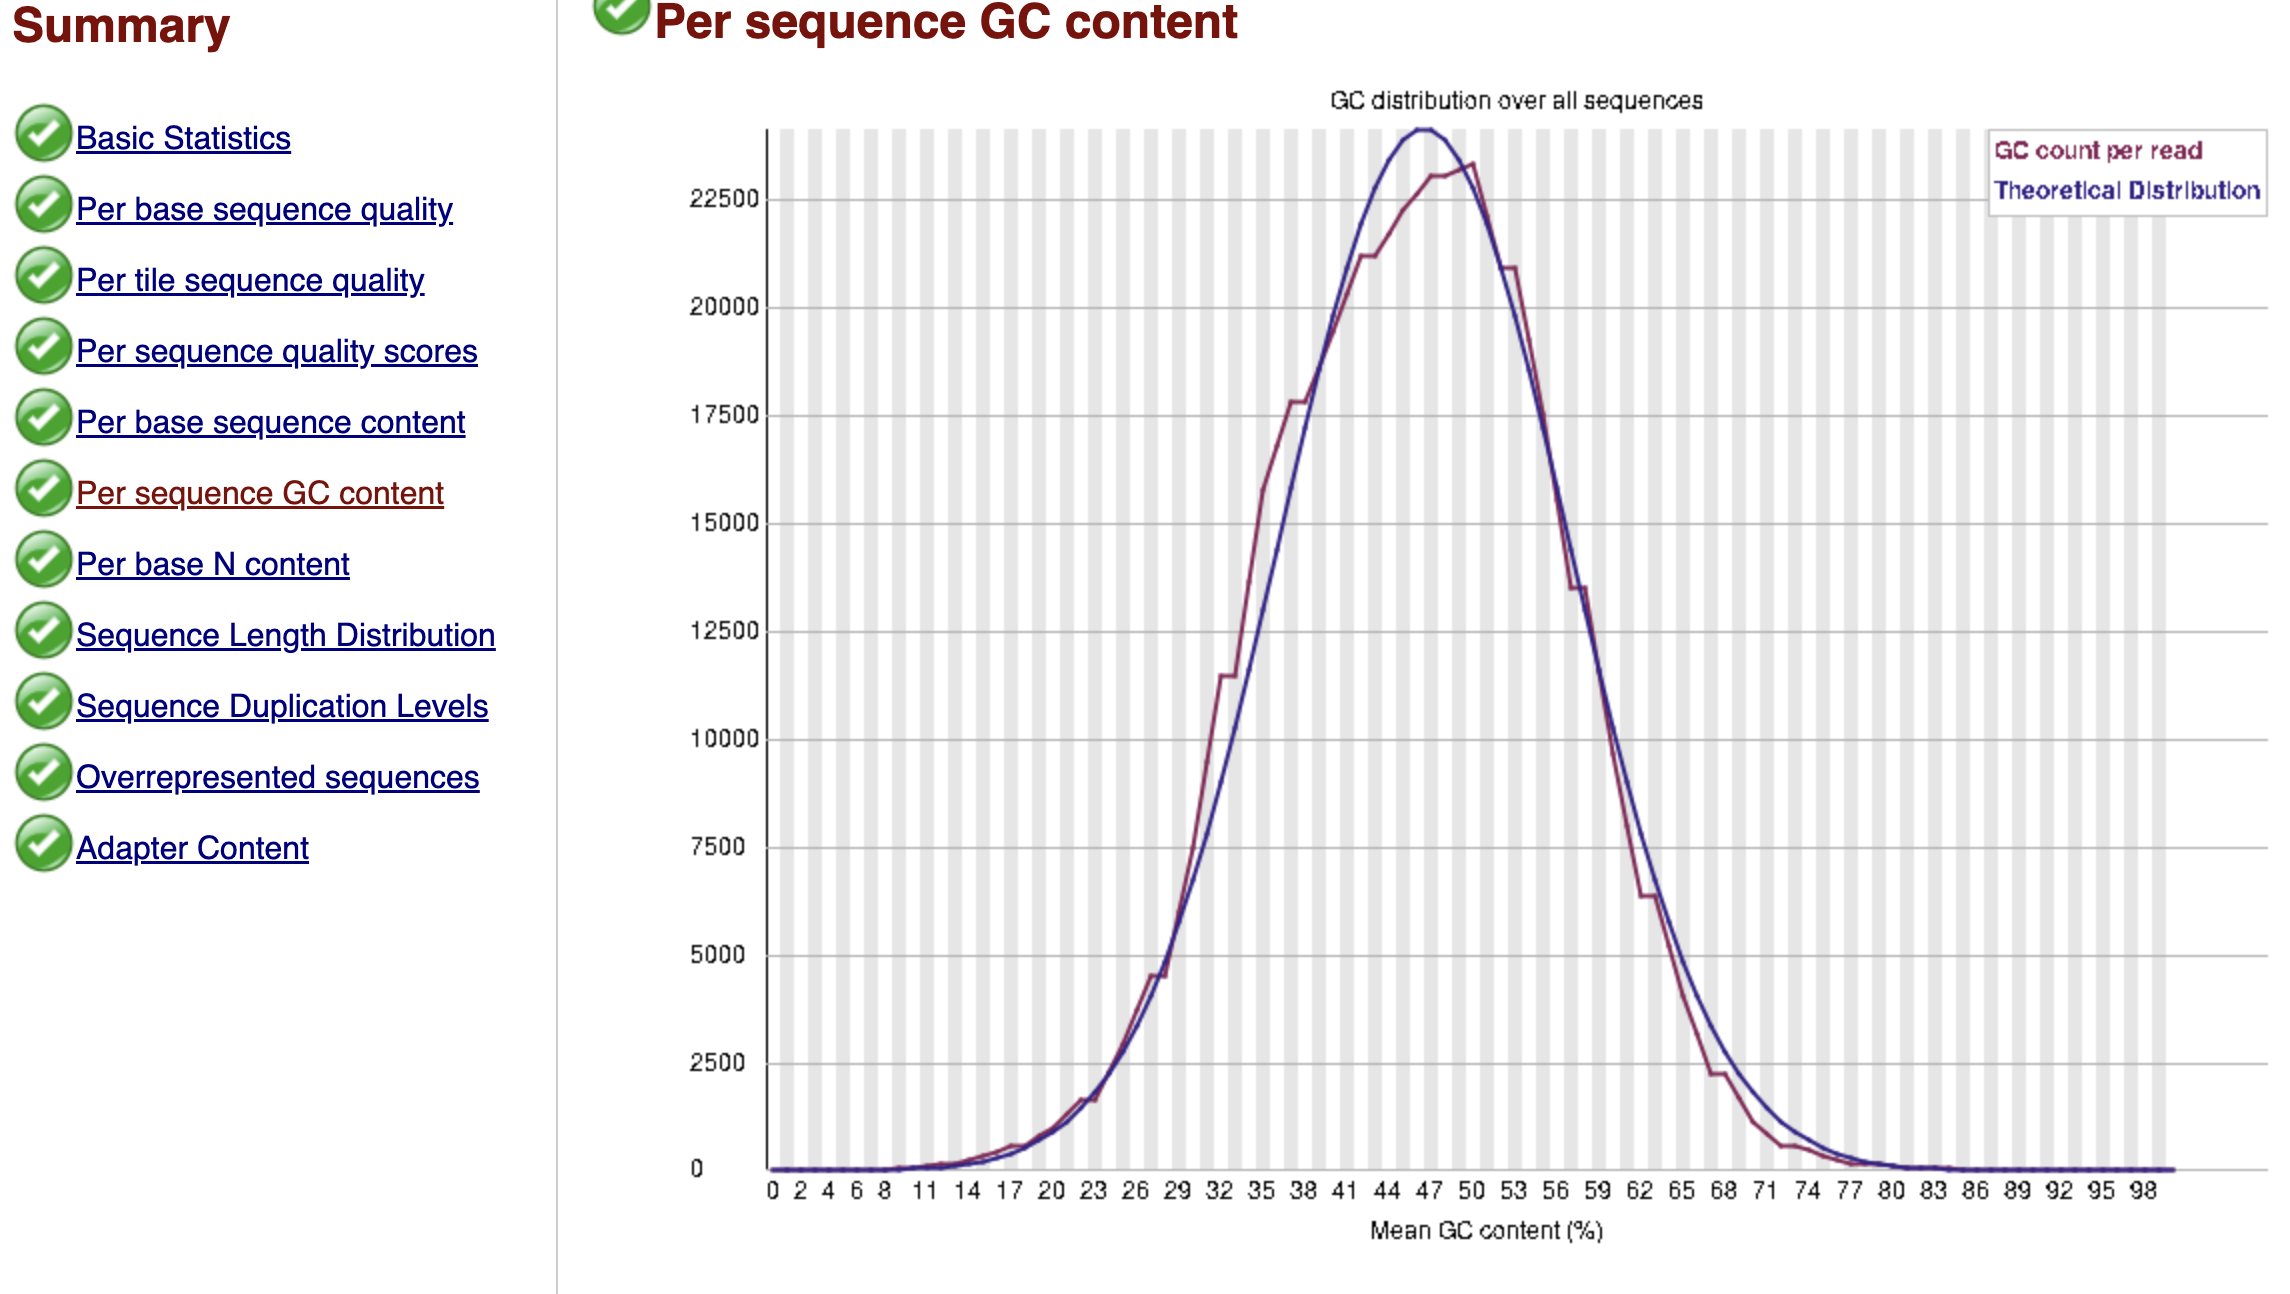 Summary
Basic Statistics
Per base sequence quality
Per tile sequence quality
Per sequence quality scores
Per base sequence content
Per sequence GC content
Per base N content
Sequence Length Distribution
Sequence Duplication Levels
Overrepresented sequences
Adapter Content
Per sequence GC content
GC distribution over all sequences
GC count per read
Theoretical Distribution
22500
20000
17500
15000
12500
10000
7500
5000
2500
0
0 2 4 6 8 11 14 17 20 23 26 29 32 35 38 41 44 47 50 53 56 59 62 65 68 71 74 77 80 83 86 89 92 95 98
Mean GC content (%)